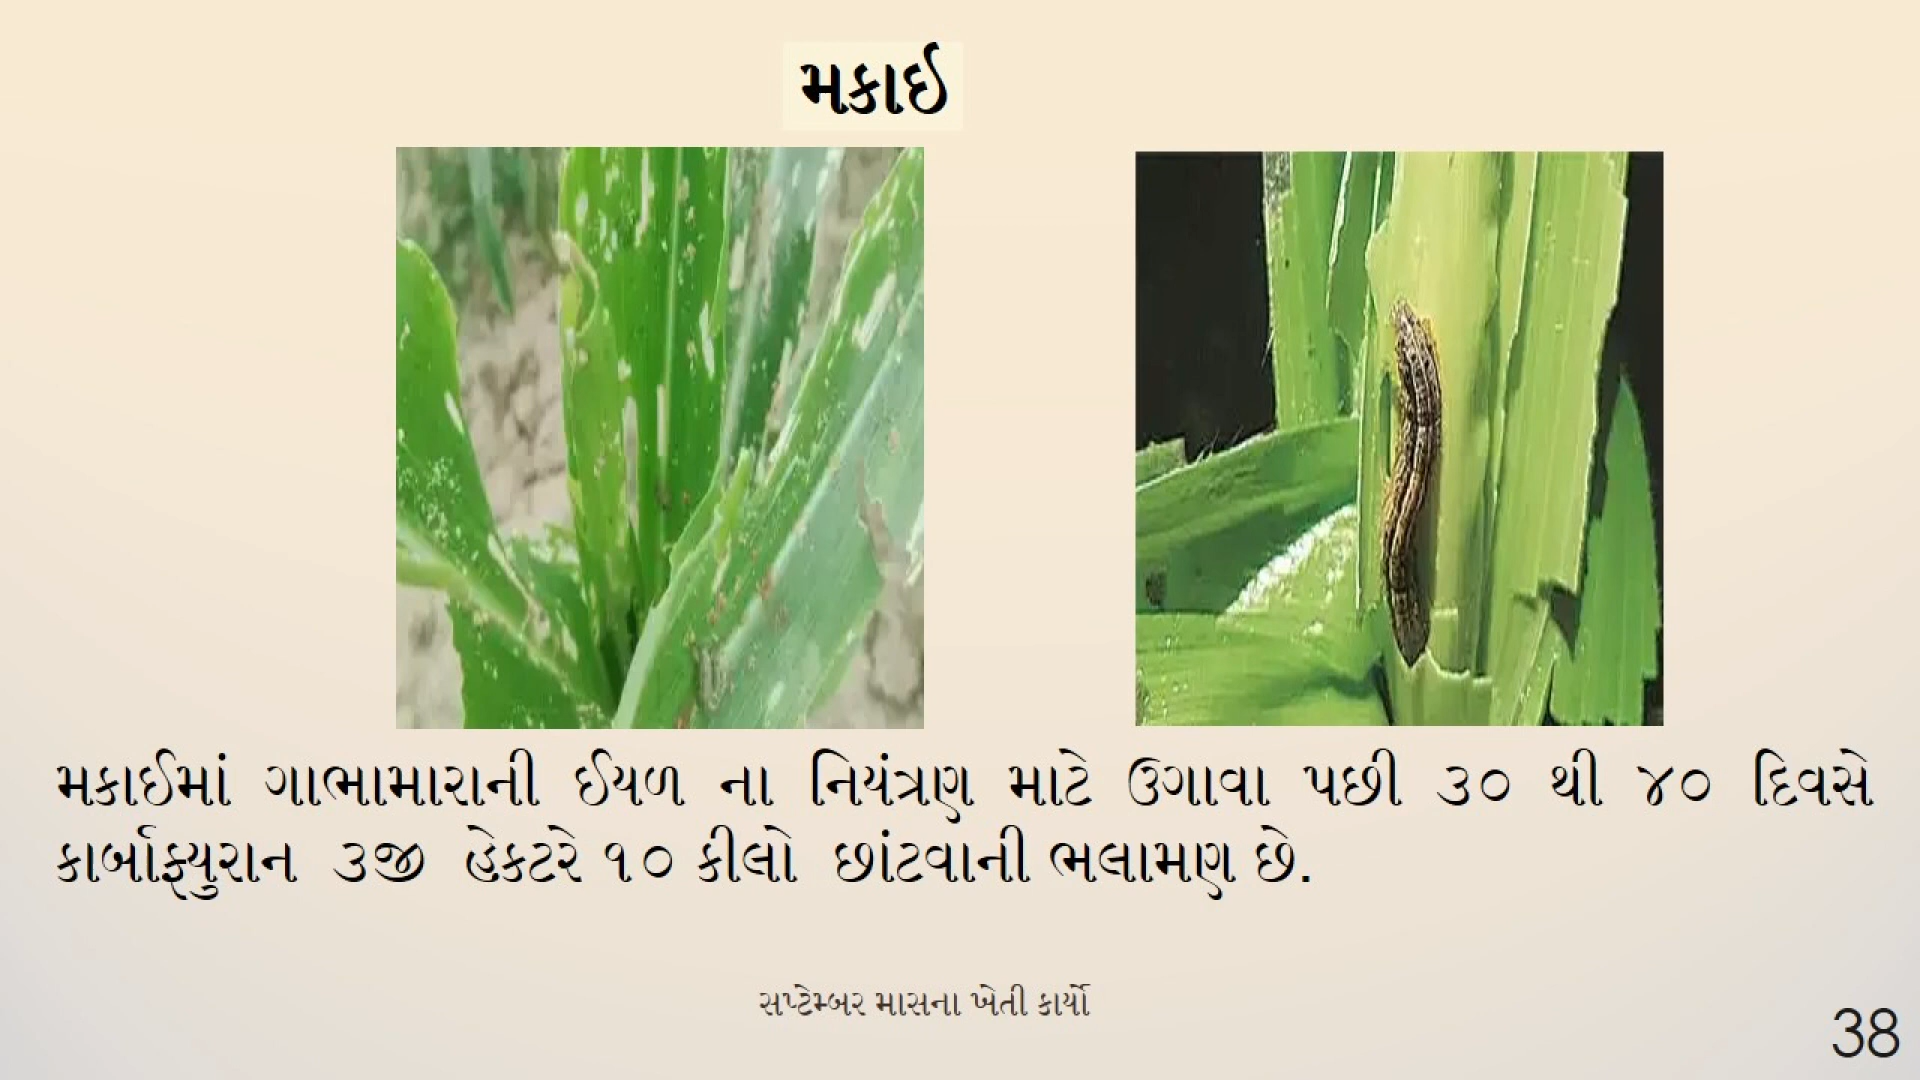 મકાઈ
મકાઈમાં ગાભામારાની ઈયળ ના નિયંત્રણ માટે ઉગાવા પછી ૩૦ થી ૪૦ દિવસે
કાર્બાફ્યુરાન ૩જી હેકટરે ૧૦ કીલો છાંટવાની ભલામણ છે.
સપ્ટેમ્બર માસના ખેતી કાર્યો
38